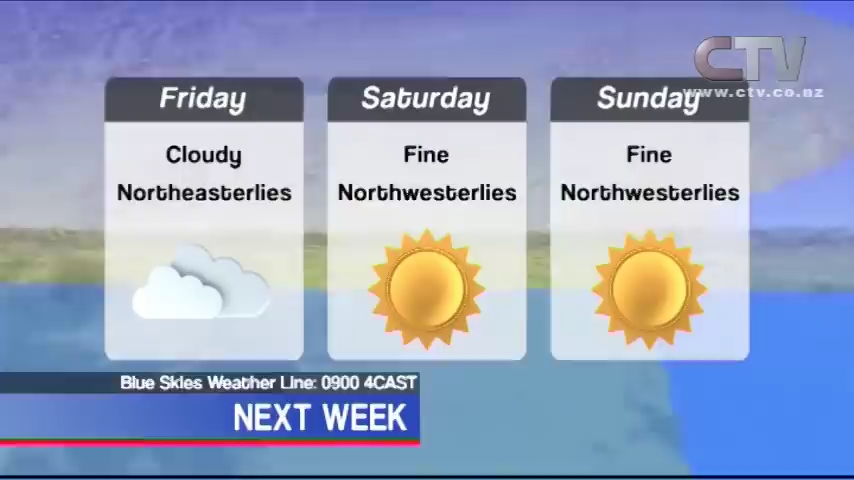 CTV
www.ctv.co.nz
Friday
Cloudy
Northeasterlies
Saturday
Fine
Northwesterlies
Sunday
Fine
Northwesterlies
Blue Skies Weather Line: 0900 4CAST
NEXT WEEK